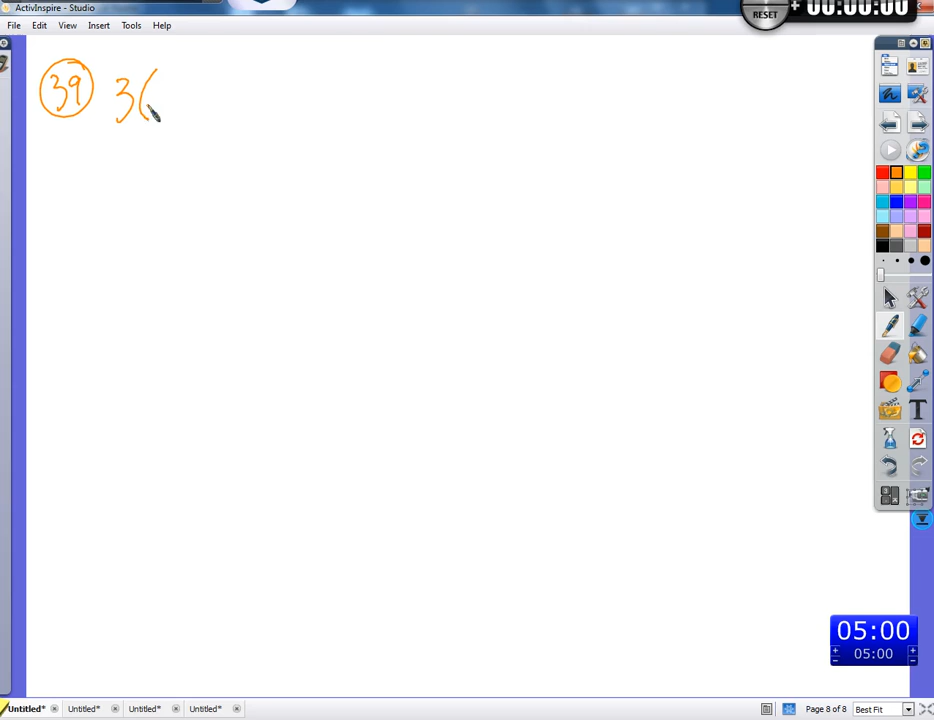 ActivInspire - Studio
RESET
+ 00:00:00
File Edit View Insert Tools Help
39 3(
T
05:00
+ 05:00 +
- -
Untitled* Untitled* Untitled* Untitled* Page 8 of 8 Best Fit